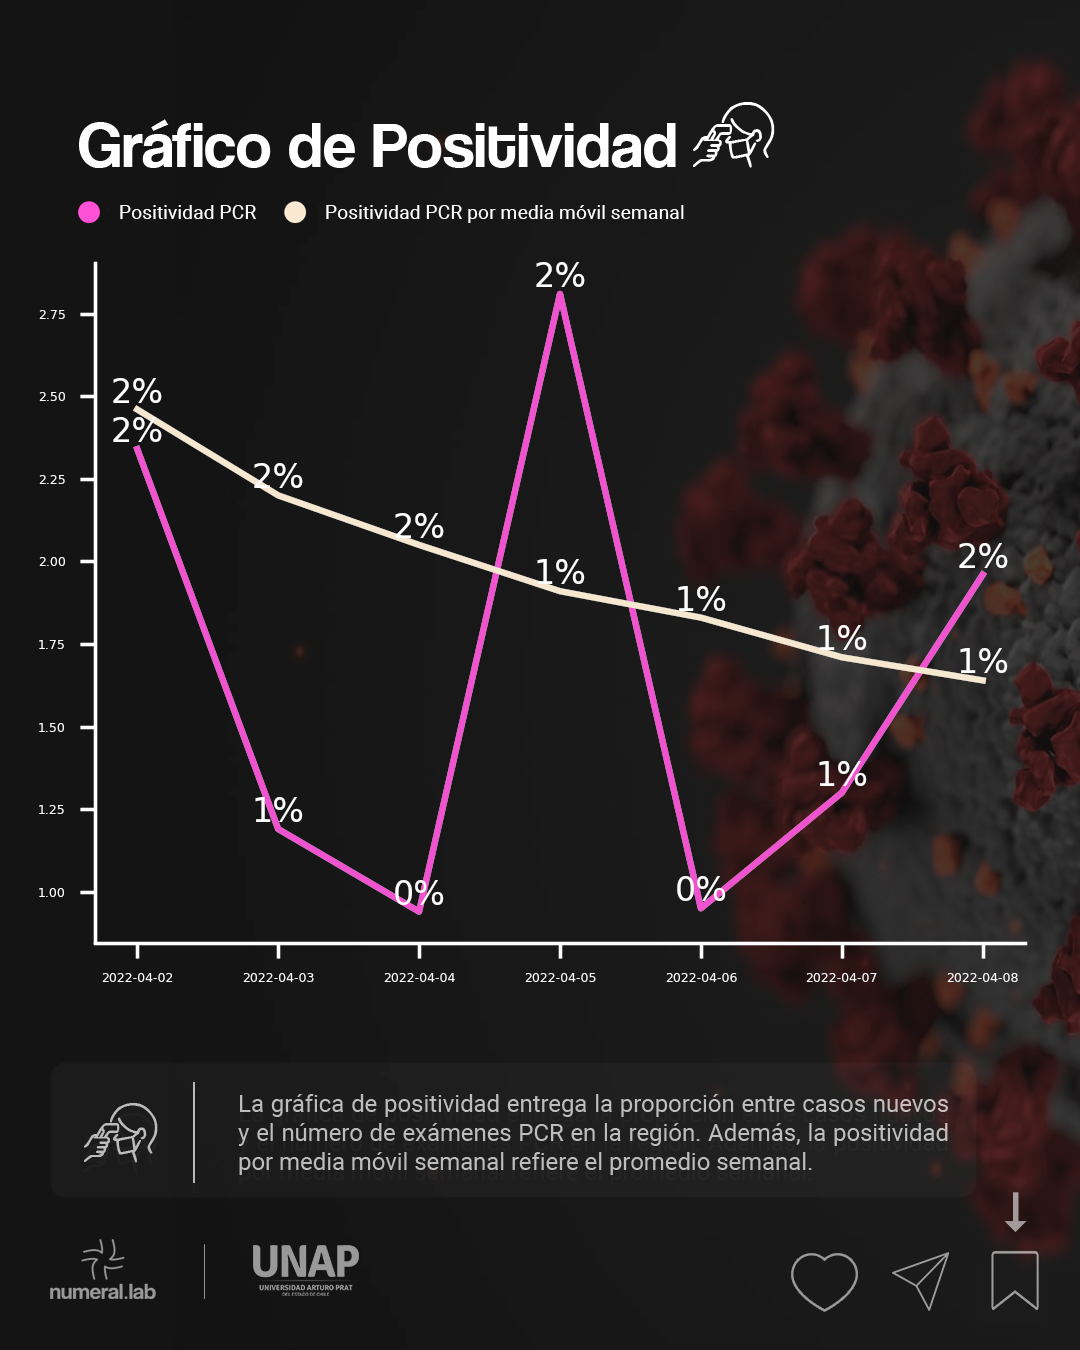 Gráfico de Positividad
Positividad PCR
Positividad PCR por media móvil semanal
2%
2.75
2.50
2%
2%
2.25
2%
2%
2.00
2%
1%
1%
1.75
1%
1%
1.50
1%
1.25
1%
1.00
0%
0%
2022-04-02
2022-04-03
2022-04-04
2022-04-05
2022-04-06
2022-04-07
2022-04-08
La gráfica de positividad entrega la proporción entre casos nuevos
y el número de exámenes PCR en la región. Además, la positividad
por media móvil semanal refiere el promedio semanal.
numeral.lab
UNAP
UNIVERSIDAD ARTURO PRAT
DEL ESTADO DE CHILE